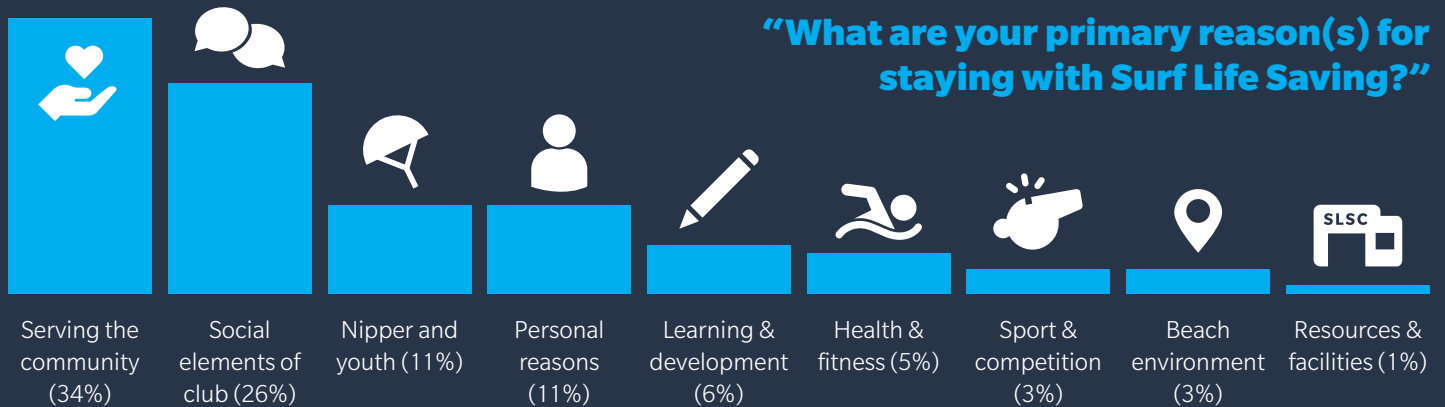 “What are your primary reason(s) for
staying with Surf Life Saving?”
SLSC
Serving the
community
(34%)
Social
elements of
club (26%)
Nipper and
youth (11%)
Personal
reasons
(11%)
Learning &
development
(6%)
Health &
fitness (5%)
Sport &
competition
(3%)
Beach
environment
(3%)
Resources &
facilities (1%)